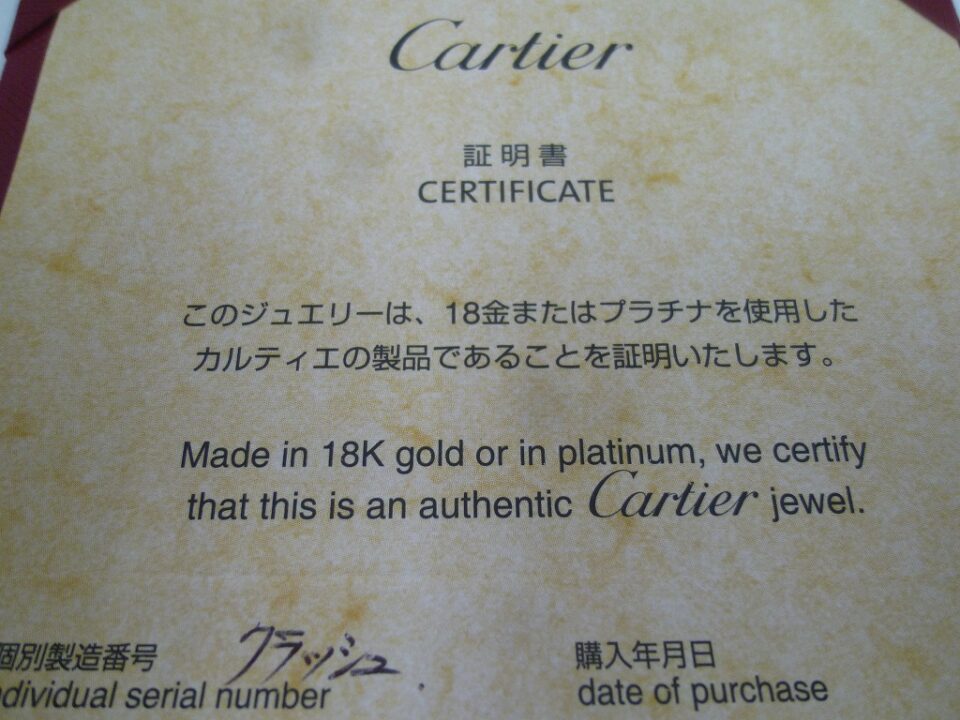 Cartier
証明書
CERTIFICATE
このジュエリーは、18金またはプラチナを使用した
カルティエの製品であることを証明いたします。
Made in 18K gold or in platinum, we certify
that this is an authentic Cartier jewel.
個別製造番号 クラッシュ 購入年月日
ndividual serial number date of purchase